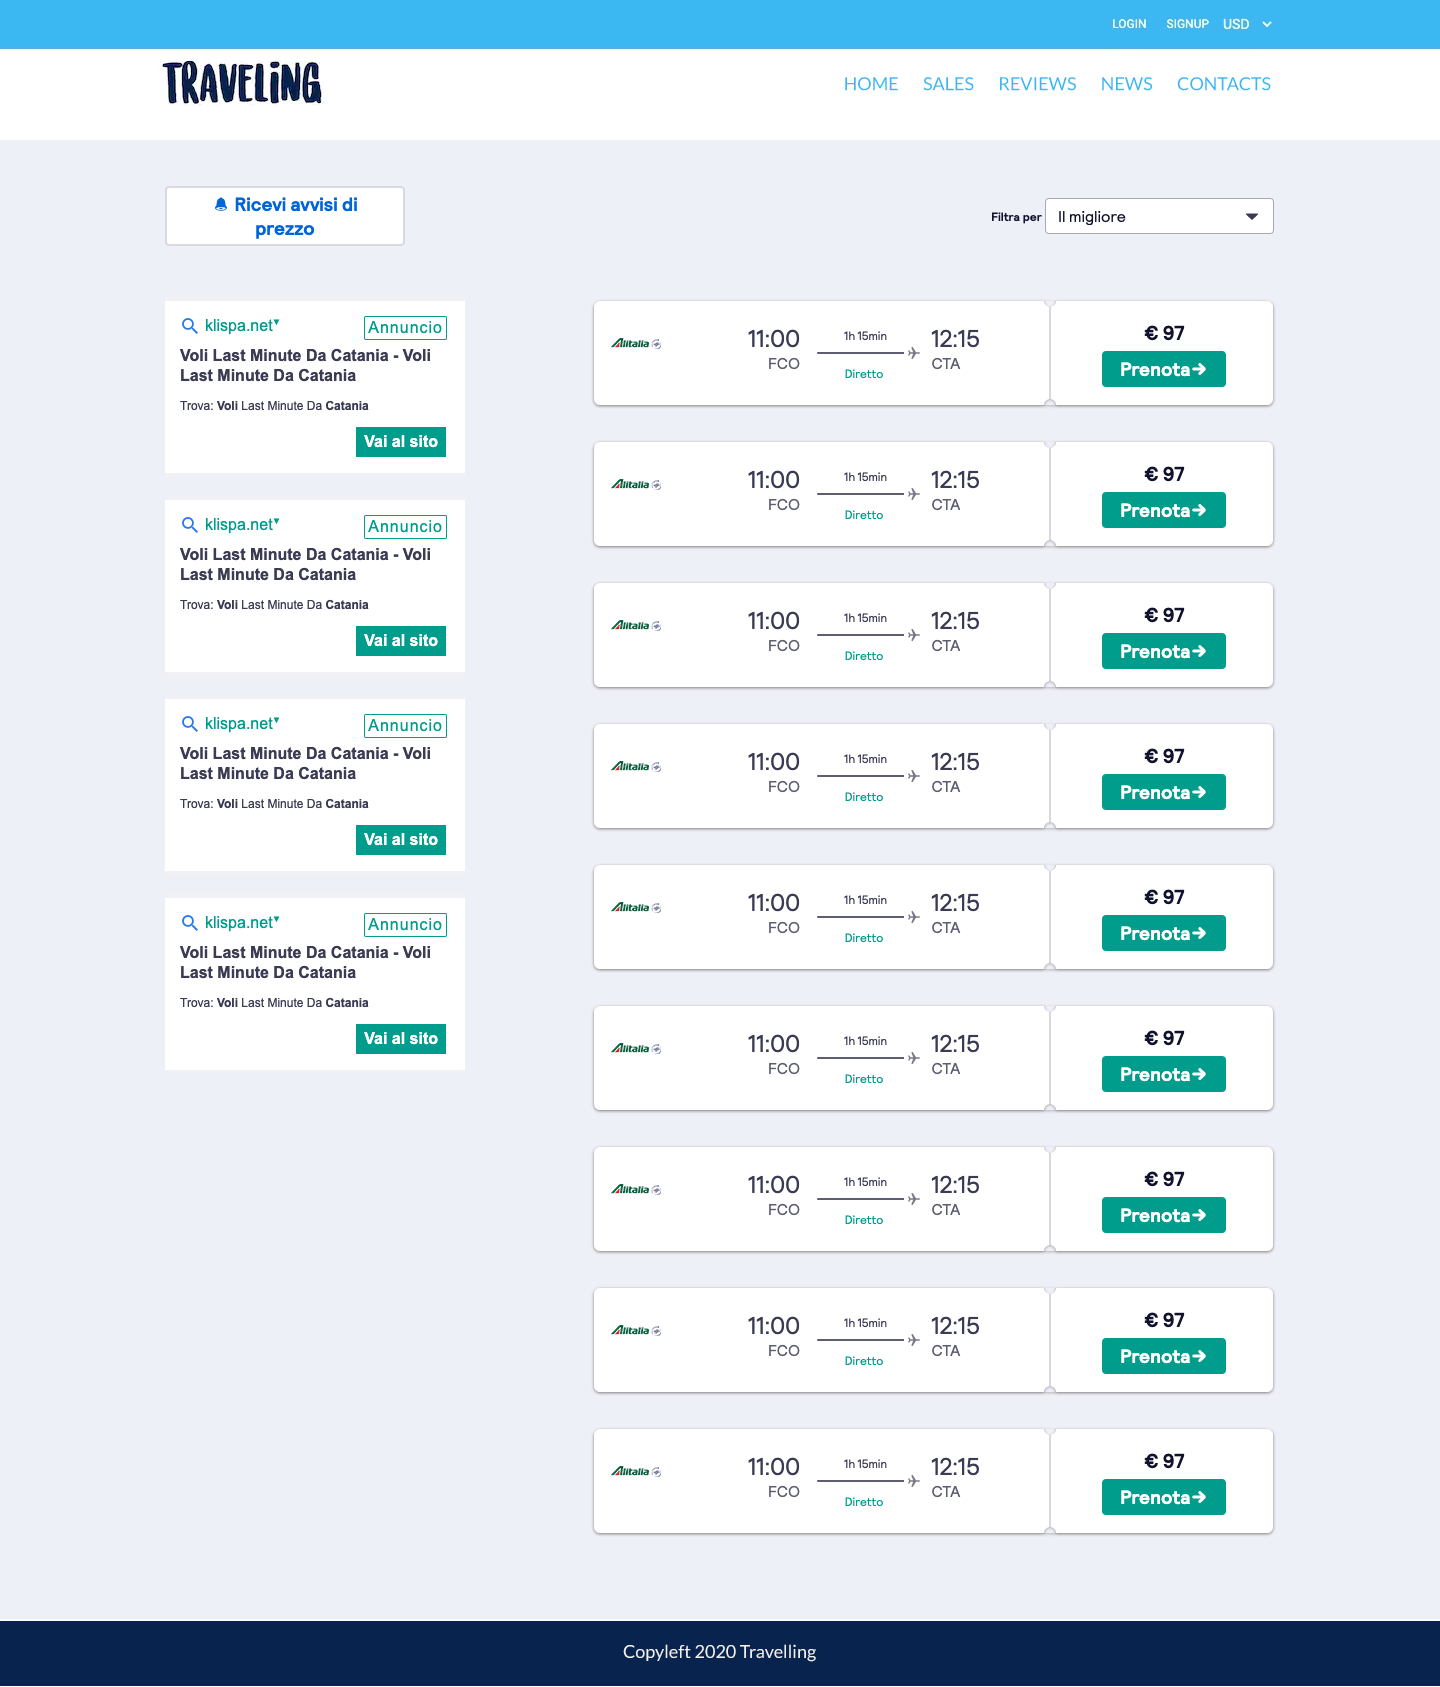 LOGIN SIGNUP USD
TRAVELING
HOME SALES REVIEWS NEWS CONTACTS
Ricevi avvisi di
prezzo
Filtra per Il migliore
klispa.net Annuncio
Voli Last Minute Da Catania - Voli
Last Minute Da Catania
Trova: Voli Last Minute Da Catania
Vai al sito
klispa.net Annuncio
Voli Last Minute Da Catania - Voli
Last Minute Da Catania
Trova: Voli Last Minute Da Catania
Vai al sito
klispa.net Annuncio
Voli Last Minute Da Catania - Voli
Last Minute Da Catania
Trova: Voli Last Minute Da Catania
Vai al sito
klispa.net Annuncio
Voli Last Minute Da Catania - Voli
Last Minute Da Catania
Trova: Voli Last Minute Da Catania
Vai al sito
Alitalia 11:00 1h 15min 12:15 € 97
FCO Diretto CTA Prenota
Alitalia 11:00 1h 15min 12:15 € 97
FCO Diretto CTA Prenota
Alitalia 11:00 1h 15min 12:15 € 97
FCO Diretto CTA Prenota
Alitalia 11:00 1h 15min 12:15 € 97
FCO Diretto CTA Prenota
Alitalia 11:00 1h 15min 12:15 € 97
FCO Diretto CTA Prenota
Alitalia 11:00 1h 15min 12:15 € 97
FCO Diretto CTA Prenota
Alitalia 11:00 1h 15min 12:15 € 97
FCO Diretto CTA Prenota
Alitalia 11:00 1h 15min 12:15 € 97
FCO Diretto CTA Prenota
Alitalia 11:00 1h 15min 12:15 € 97
FCO Diretto CTA Prenota
Copyleft 2020 Travelling